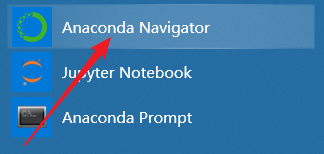 Anaconda Navigator
Jupyter Notebook
Anaconda Prompt